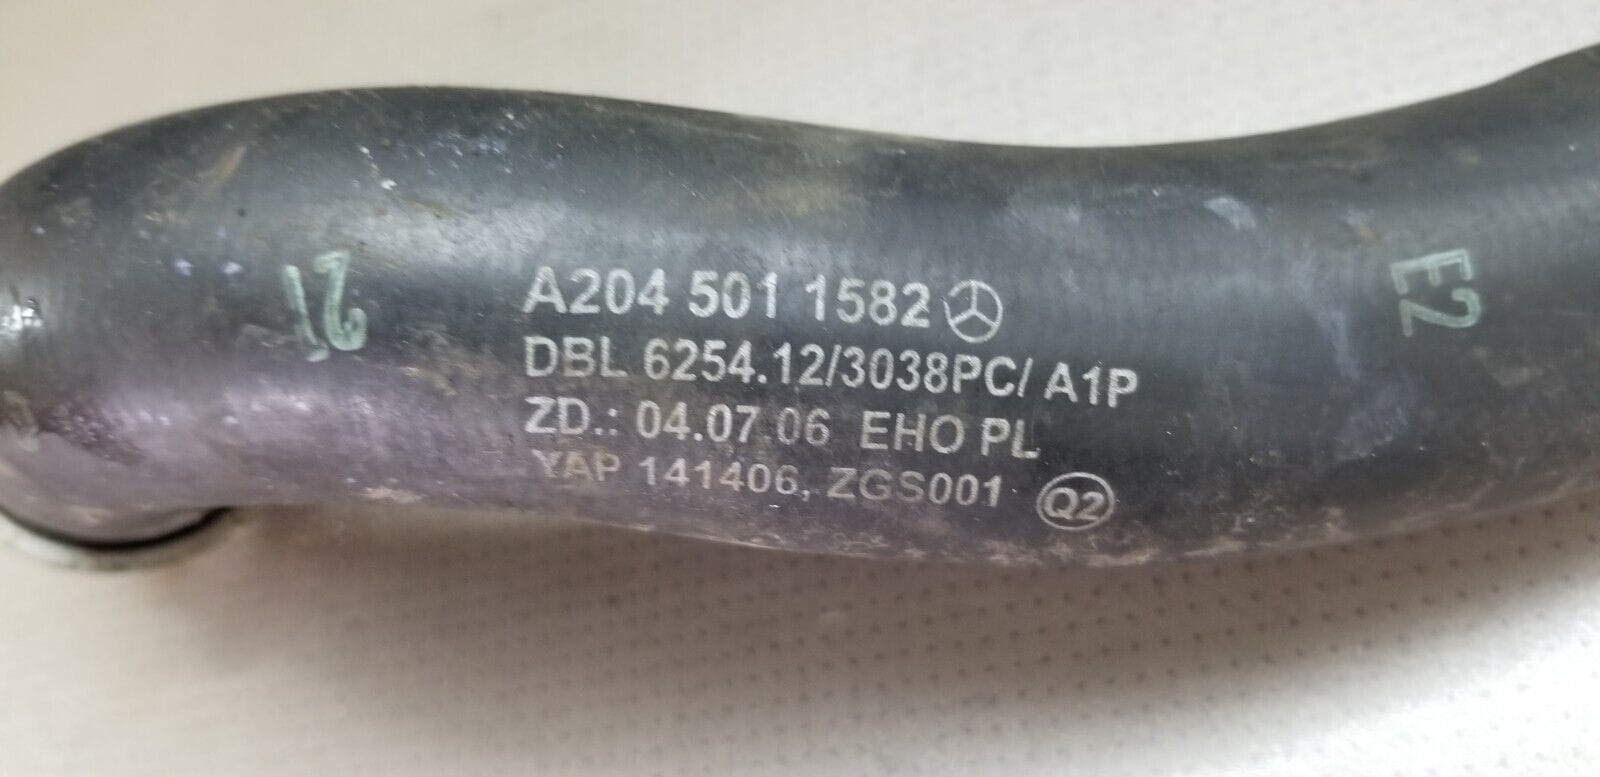 A204 501 1582
DBL 6254.12/3038PC/ A1P
ZD.: 04.07.06 EHO PL
YAP 141406, ZGS001 Q2
E2